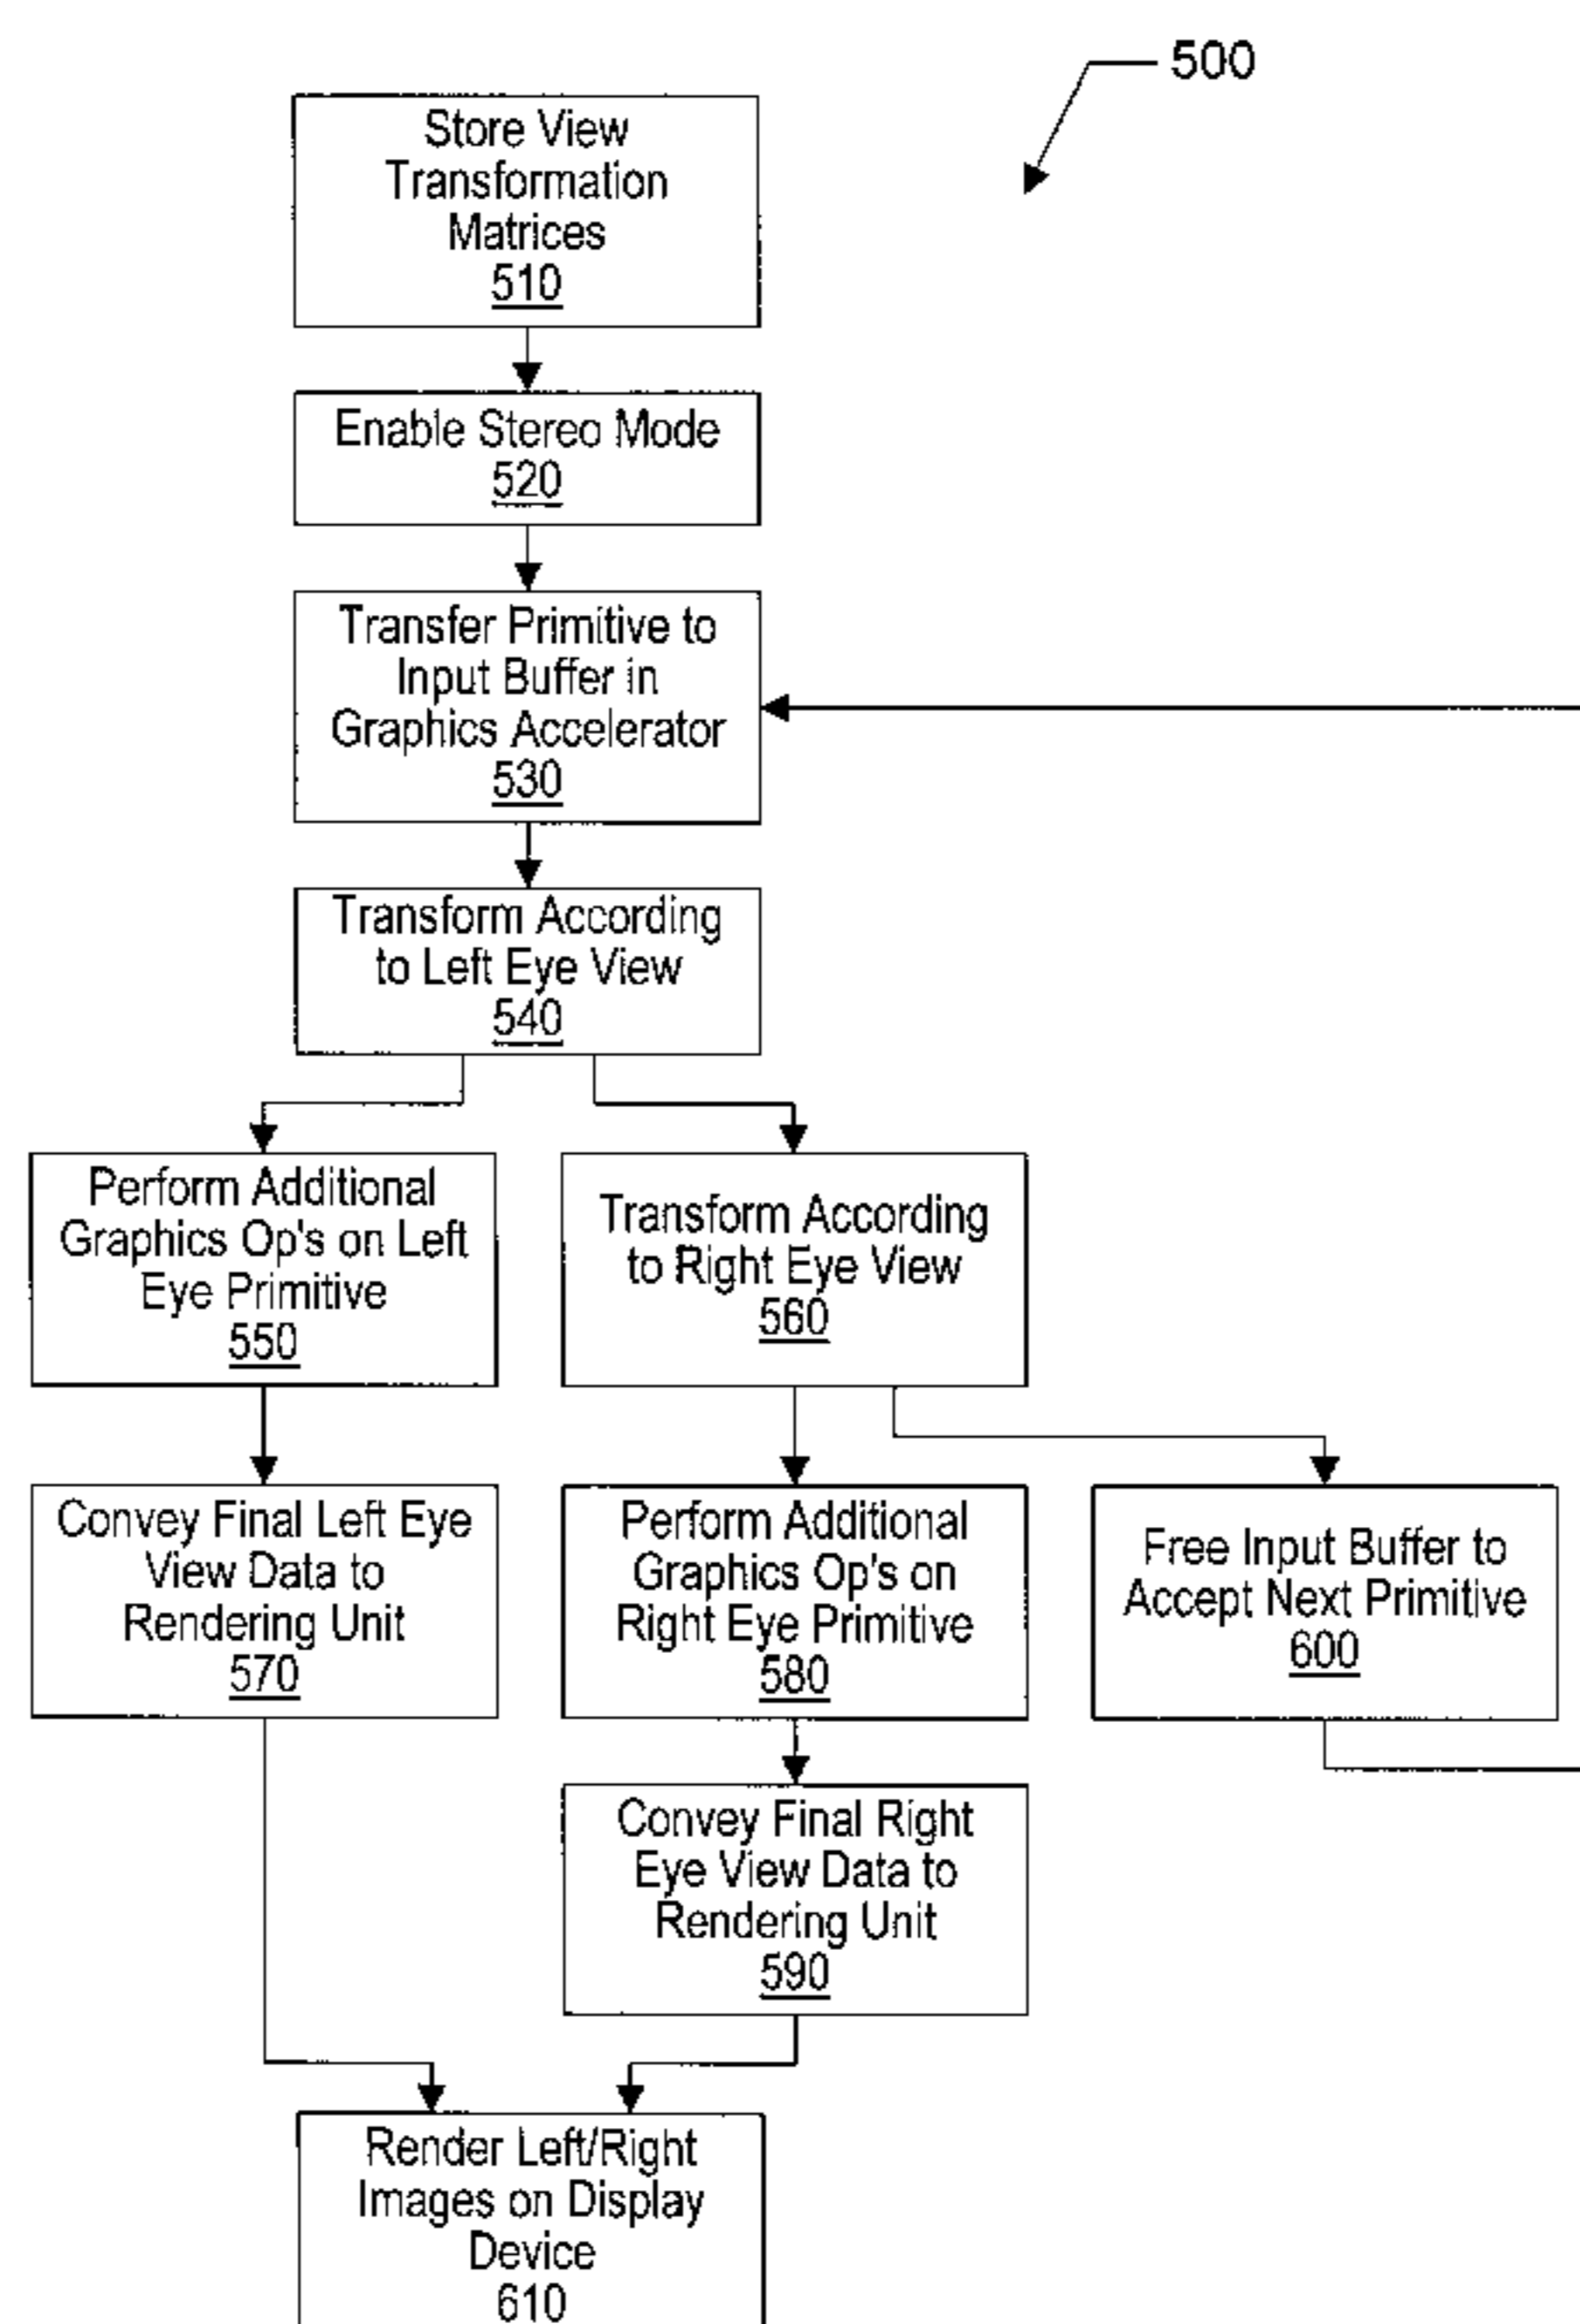 500
Store View
Transformation
Matrices
510
Enable Stereo Mode
520
Transfer Primitive to
Input Buffer in
Graphics Accelerator
530
Transform According
to Left Eye View
540
Perform Additional
Graphics Op's on Left
Eye Primitive
550
Transform According
to Right Eye View
560
Convey Final Left Eye
View Data to
Rendering Unit
570
Perform Additional
Graphics Op's on
Right Eye Primitive
580
Free Input Buffer to
Accept Next Primitive
600
Convey Final Right
Eye View Data to
Rendering Unit
590
Render Left/Right
Images on Display
Device
610